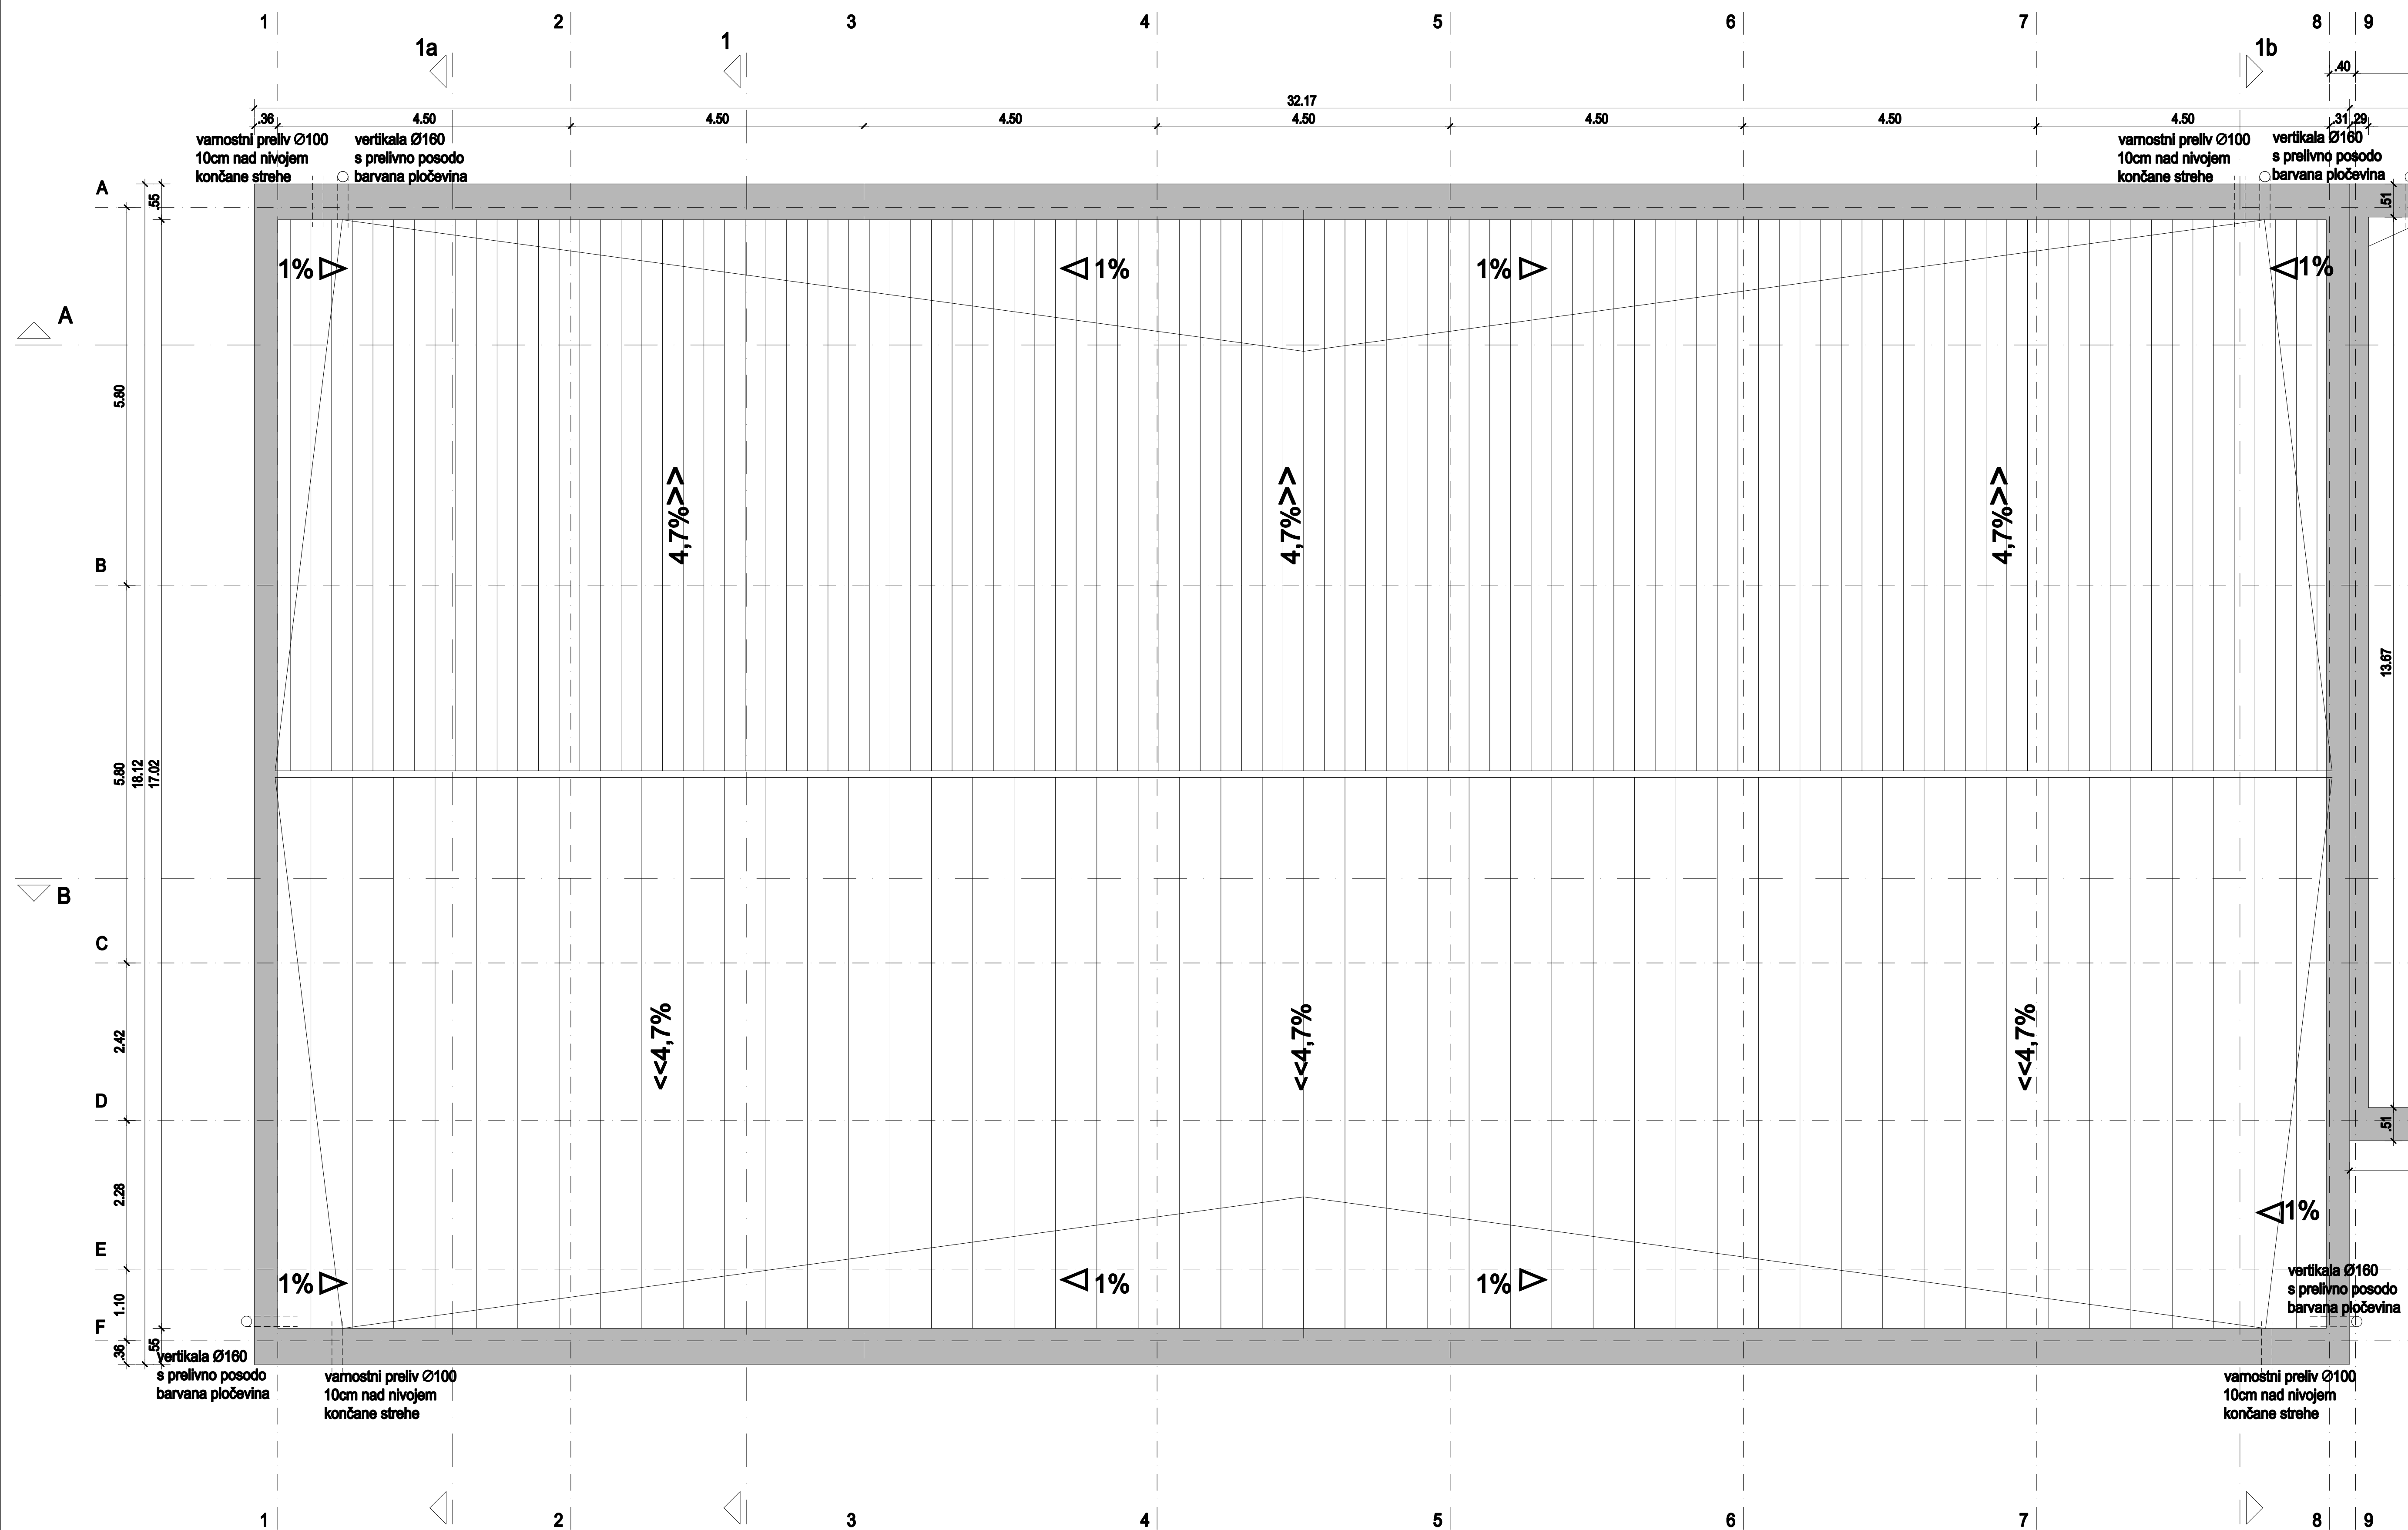 1 2 3 4 5 6 7 8 9
1a 1 1b
.40
32.17
.36 4.50 4.50 4.50 4.50 4.50 4.50 4.50 .31 .29
varnostni preliv Ø100
10cm nad nivojem
končane strehe
vertikala Ø160
s prelivno posodo
barvana pločevina
varnostni preliv Ø100
10cm nad nivojem
končane strehe
vertikala Ø160
s prelivno posodo
barvana pločevina
A
.55
.51
1% 1% 1% 1%
A
5.80
4,7%>> 4,7%>> 4,7%>>
B
13.67
5.80
18.12
17.02
B
C
2.42
<<4,7% <<4,7% <<4,7%
D
.51
2.28
1%
E
1% 1% 1%
vertikala Ø160
s prelivno posodo
barvana pločevina
1.10
F
.36
.55
vertikala Ø160
s prelivno posodo
barvana pločevina
varnostni preliv Ø100
10cm nad nivojem
končane strehe
varnostni preliv Ø100
10cm nad nivojem
končane strehe
1 2 3 4 5 6 7 8 9